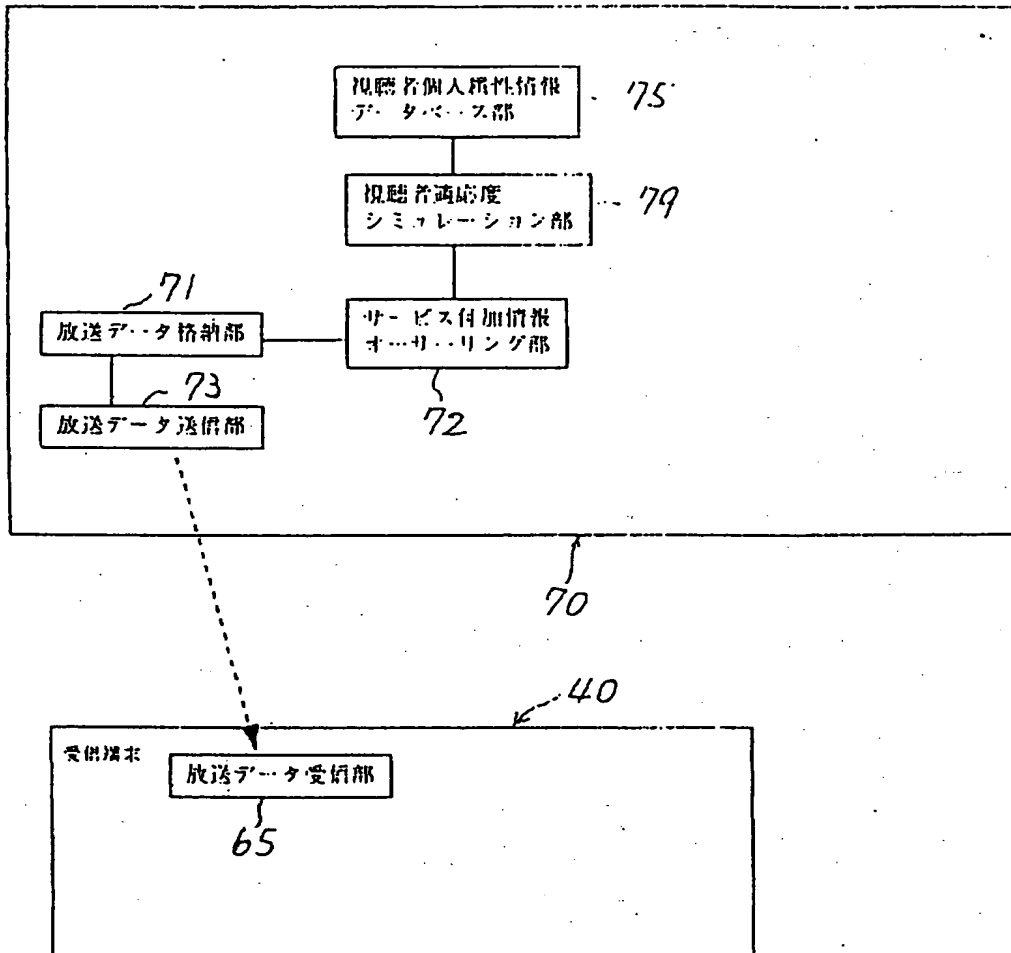 視聴者個人属性情報
データベース部
75
視聴者適応度
シミュレーション部
79
71
放送データ格納部
サービス付加情報
オーサリング部
73
放送データ送信部
72
70
40
受信端末
放送データ受信部
65